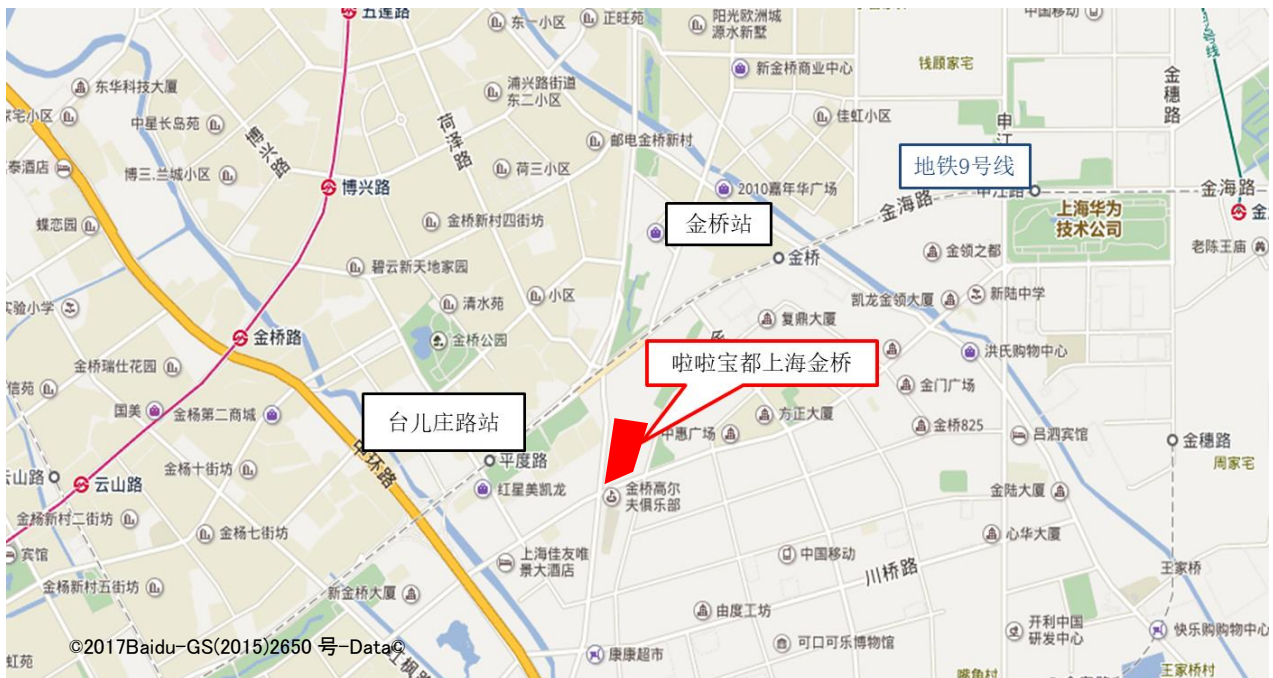 五莲路
东一小区
正旺苑
阳光欧洲城
源水新墅
中国移动
9号线
东华科技大厦
浦兴路街道
东二小区
新金桥商业中心
钱顾家宅
金穗路
中星长岛苑
博兴路
荷泽路
佳虹小区
邮电金桥新村
博三.兰城小区
荷三小区
博兴路
2010嘉年华广场
地铁9号线
申江路
金海路
金海路
蝶恋园
金桥新村四街坊
金桥站
上海华为
技术公司
老陈王庙
碧云新天地家园
金桥
金领之都
清水苑
小区
凯龙金领大厦
新陆中学
实验小学
金桥路
金桥公园
复鼎大厦
金桥瑞仕花园
啦啦宝都上海金桥
洪氏购物中心
信苑
金门广场
国美
金杨第二商城
台儿庄路站
方正大厦
中惠广场
金桥825
吕泗宾馆
金穗路
中环路
平度路
周家宅
金杨十街坊
云山路
云山路
红星美凯龙
金桥高尔
夫俱乐部
金陆大厦
金杨新村二街坊
金杨七街坊
心华大厦
宾馆
上海佳友唯
景大酒店
中国移动
川桥路
王家桥
金杨新村五街坊
新金桥大厦
由度工坊
开利中国
研发中心
快乐购购物中心
©2017Baidu-GS(2015)2650 号-Data©
虹苑
红枫路
康康超市
可口可乐博物馆
嘴角村
王家桥村